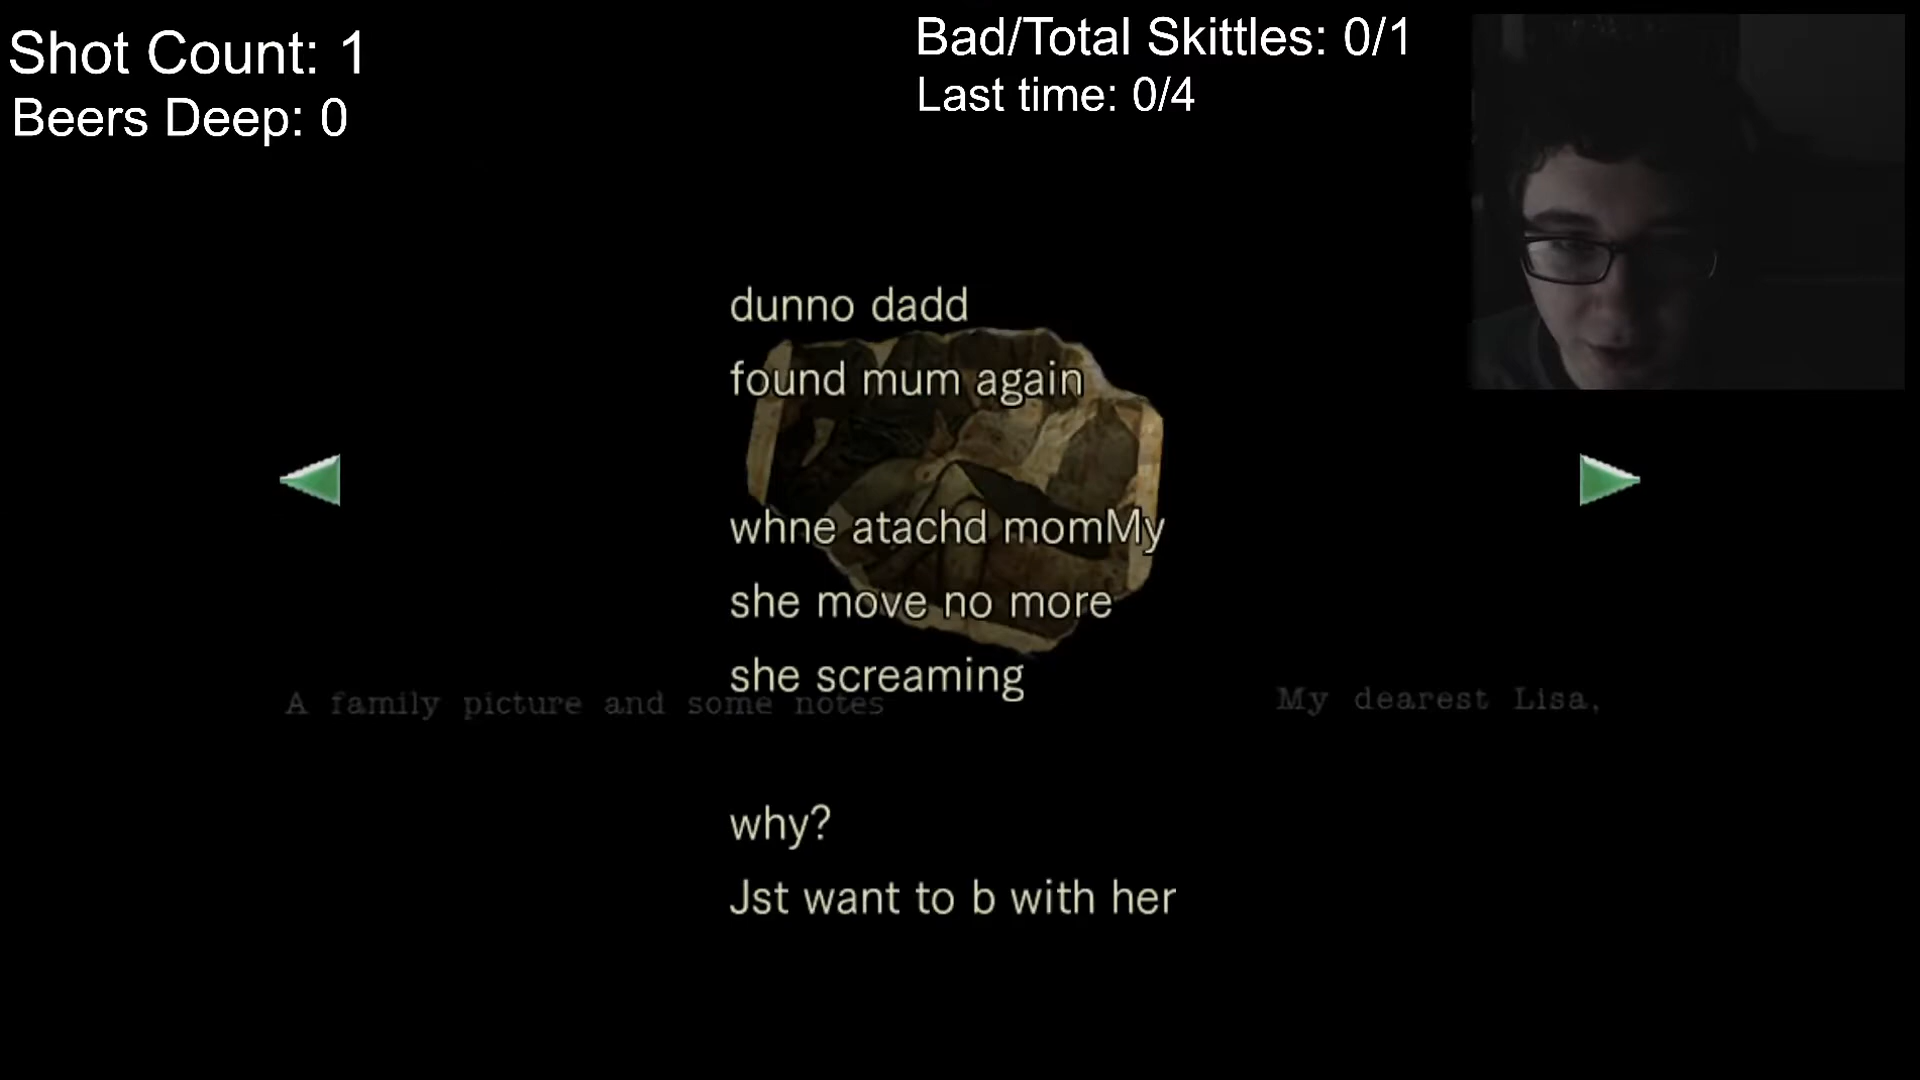 Shot Count: 1
Beers Deep: 0
Bad/Total Skittles: 0/1
Last time: 0/4
dunno dadd
found mum again
whne atachd momMy
she move no more
she screaming
A family picture and some notes
My dearest Lisa,
why?
Jst want to b with her